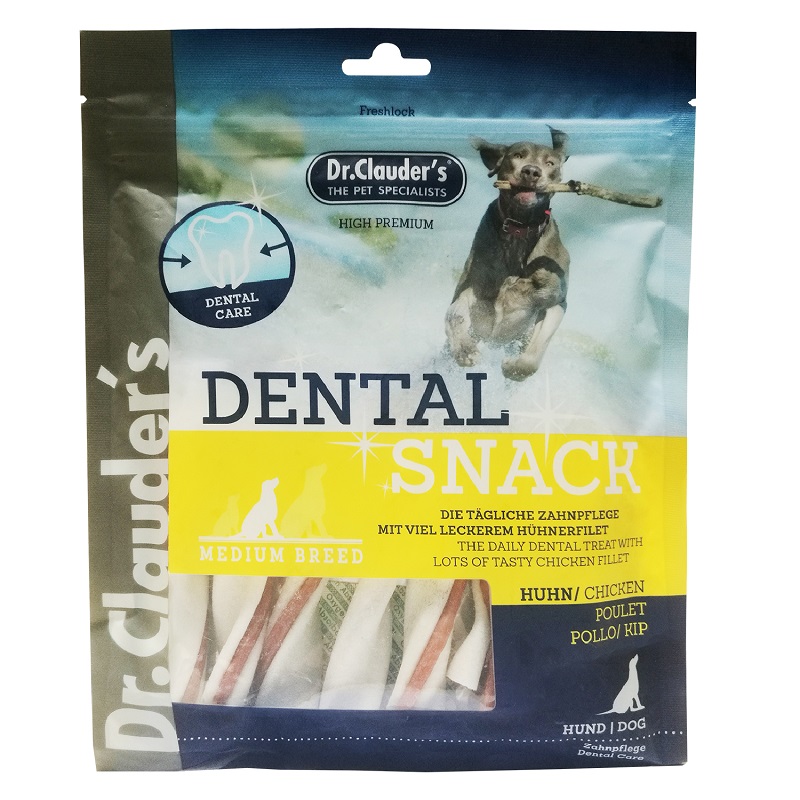 Freshlock
Dr.Clauder's®
THE PET SPECIALISTS
HIGH PREMIUM
DENTAL
CARE
Dr.Clauder's
DENTAL
SNACK
DIE TÄGLICHE ZAHNPFLEGE
MIT VIEL LECKEREM HÜHNERFILET
THE DAILY DENTAL TREAT WITH
LOTS OF TASTY CHICKEN FILLET
MEDIUM BREED
HUHN/ CHICKEN
POULET
POLLO/ KIP
HUND | DOG
Zahnpflege
Dental Care